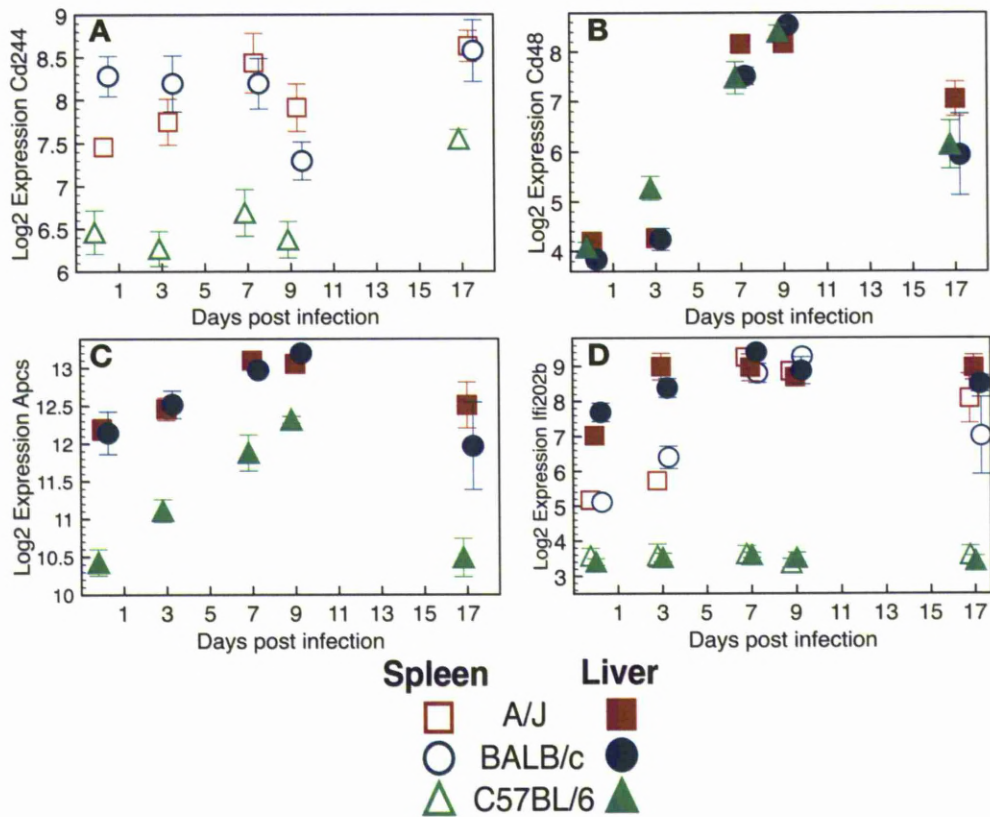 A
Log2 Expression Cd244
9
8.5
8
7.5
7
6.5
6
1 3 5 7 9 11 13 15 17
Days post infection
B
Log2 Expression Cd48
8
7
6
5
4
1 3 5 7 9 11 13 15 17
Days post infection
C
Log2 Expression Apcs
13
12.5
12
11.5
11
10.5
10
1 3 5 7 9 11 13 15 17
Days post infection
D
Log2 Expression Ifi202b
9
8
7
6
5
4
3
1 3 5 7 9 11 13 15 17
Days post infection
Spleen Liver
A/J
BALB/c
C57BL/6